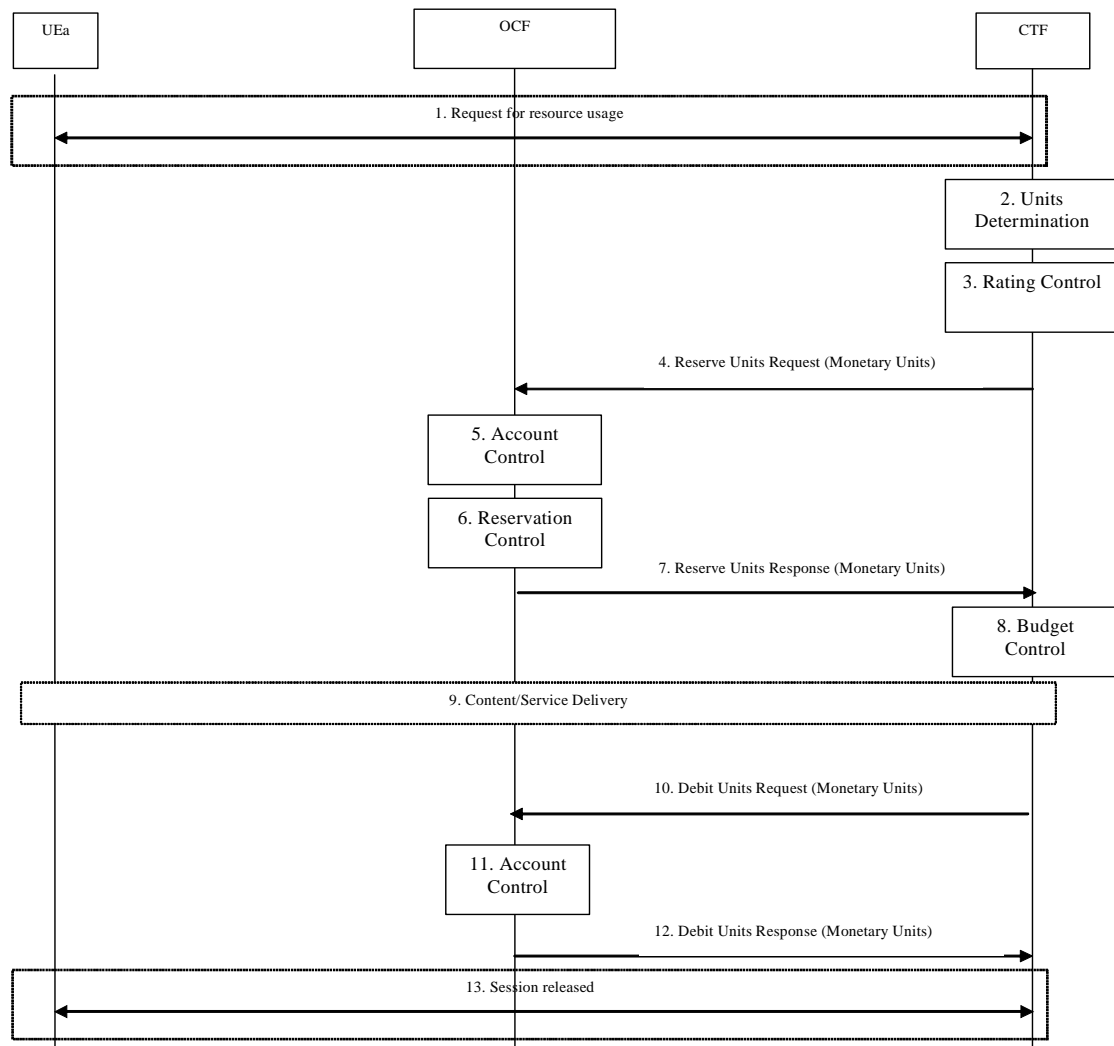 UEa
OCF
CTF
1. Request for resource usage
2. Units
Determination
3. Rating Control
4. Reserve Units Request (Monetary Units)
5. Account
Control
6. Reservation
Control
7. Reserve Units Response (Monetary Units)
8. Budget
Control
9. Content/Service Delivery
10. Debit Units Request (Monetary Units)
11. Account
Control
12. Debit Units Response (Monetary Units)
13. Session released